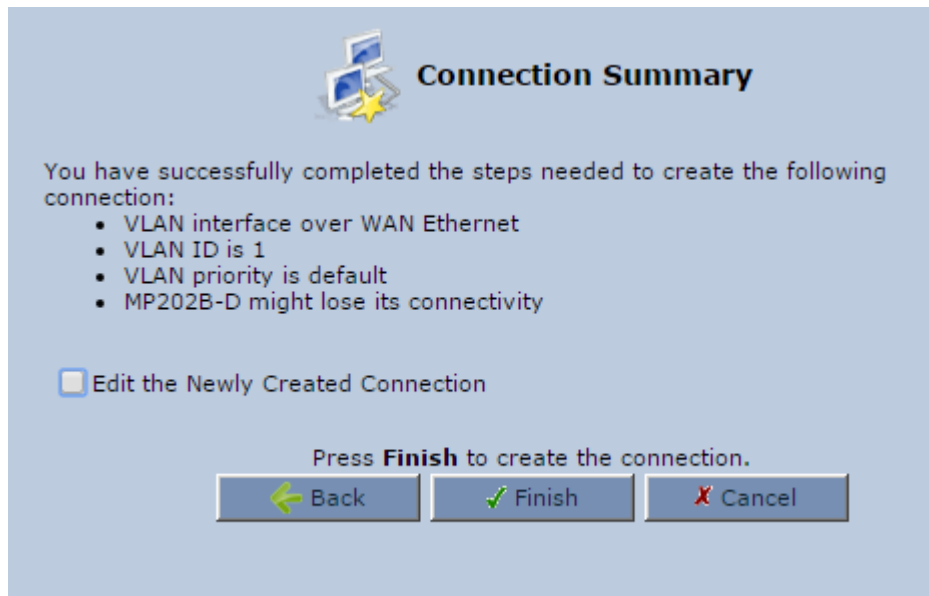 Connection Summary
You have successfully completed the steps needed to create the following
connection:
• VLAN interface over WAN Ethernet
• VLAN ID is 1
• VLAN priority is default
• MP202B-D might lose its connectivity
Edit the Newly Created Connection
Press Finish to create the connection.
Back
Finish
Cancel